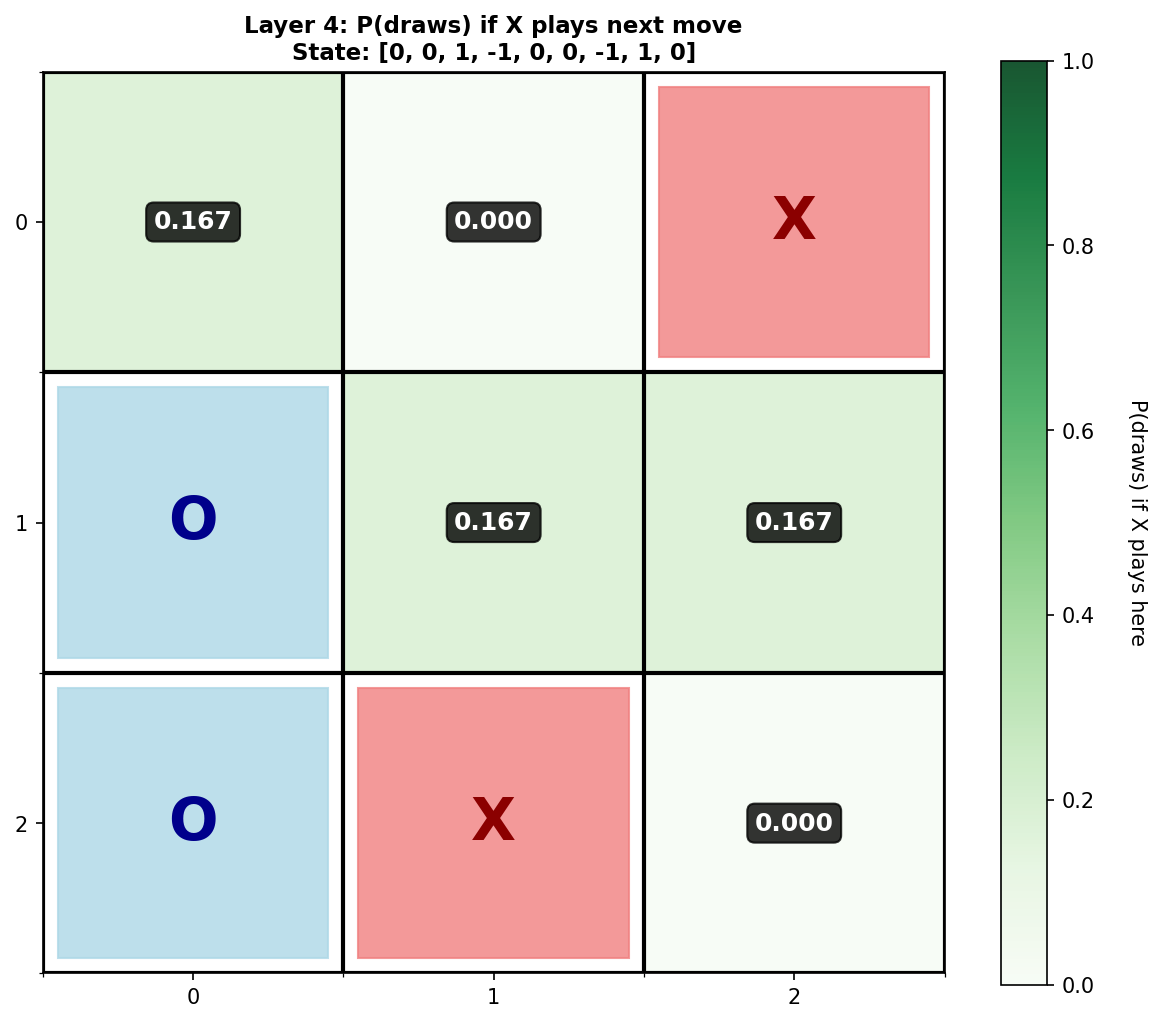 Layer 4: P(draws) if X plays next move
State: [0, 0, 1, -1, 0, 0, -1, 1, 0]
0.167
0.000
X
O
0.167
0.167
O
X
0.000
0
1
2
0
1
2
1.0
0.8
0.6
0.4
0.2
0.0
P(draws) if X plays here